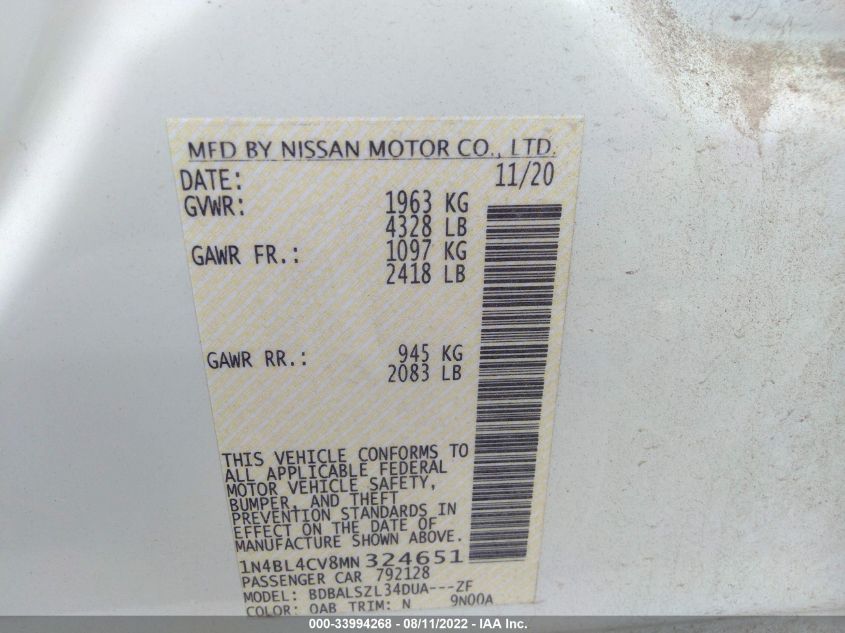 MFD BY NISSAN MOTOR CO., LTD.
DATE: 11/20
GVWR: 1963 KG
4328 LB
GAWR FR.: 1097 KG
2418 LB
GAWR RR.: 945 KG
2083 LB
THIS VEHICLE CONFORMS TO
ALL APPLICABLE FEDERAL
MOTOR VEHICLE SAFETY,
BUMPER, AND THEFT
PREVENTION STANDARDS IN
EFFECT ON THE DATE OF
MANUFACTURE SHOWN ABOVE.
1N4BL4CV8MN324651
PASSENGER CAR 792128
MODEL: BDBALSZL34DUA---ZF
COLOR: QAB TRIM: N 9N00A
000-33994268 - 08/11/2022 - IAA Inc.